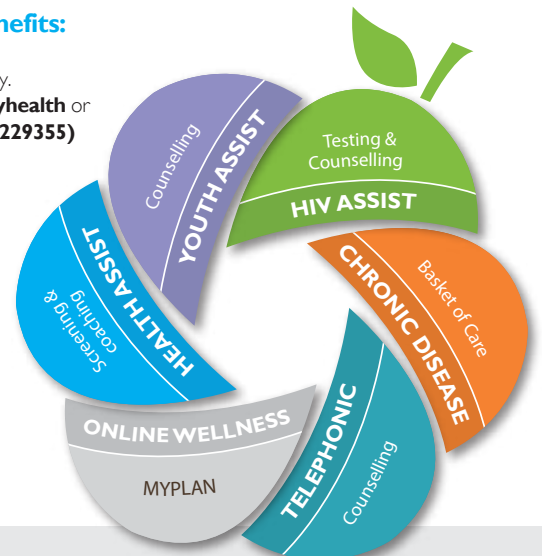 nefits:
y.
yhealth or
229355)
Testing &
Counselling
HIV ASSIST
CHRONIC DISEASE
Basket of Care
TELEPHONIC
Counselling
ONLINE WELLNESS
MYPLAN
HEALTH ASSIST
Screening &
coaching
YOUTH ASSIST
Counselling